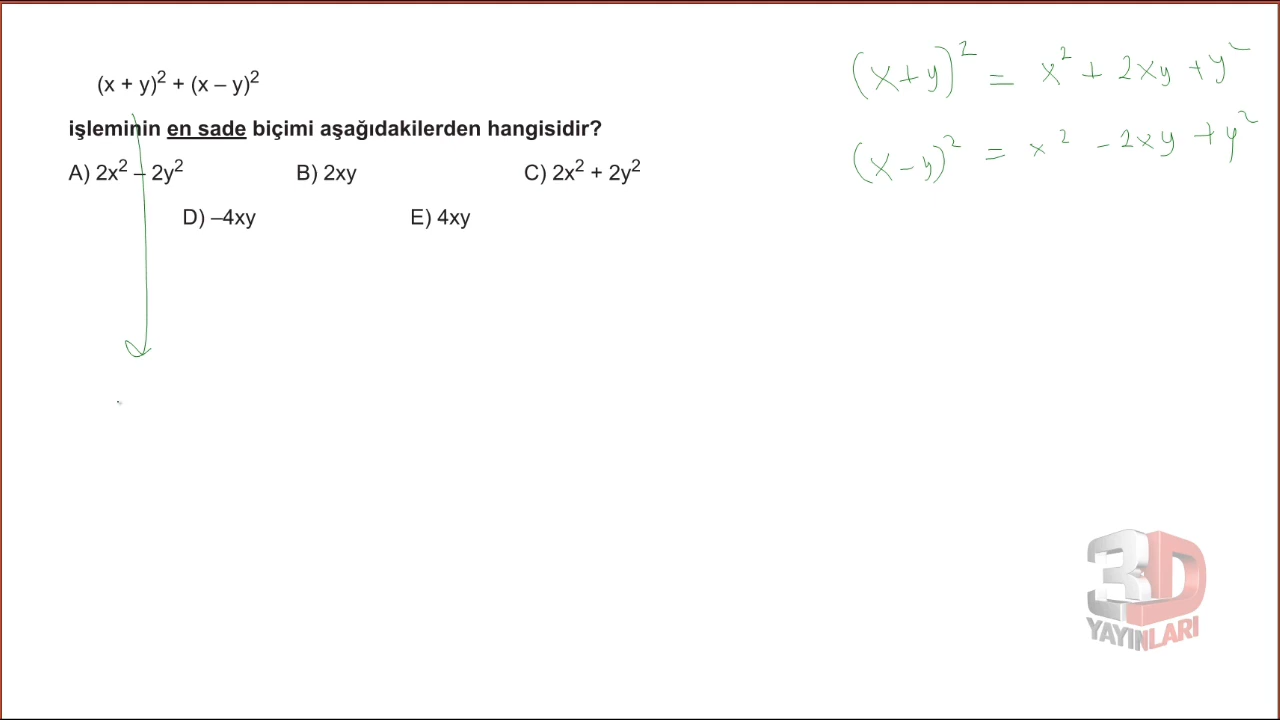 (x + y)² + (x – y)²
işleminin en sade biçimi aşağıdakilerden hangisidir?
A) 2x² – 2y² B) 2xy C) 2x² + 2y²
D) –4xy E) 4xy
(x+y)² = x² + 2xy + y²
(x-y)² = x² - 2xy + y²
3D
YAYINLARI